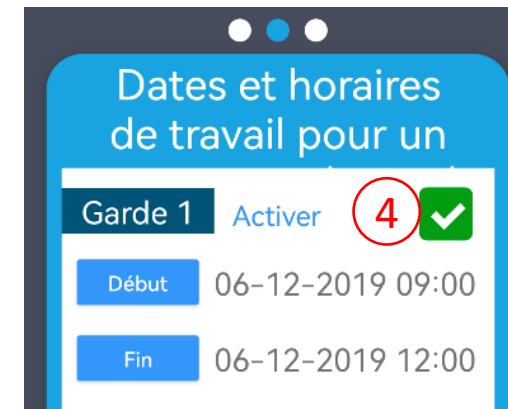 Dates et horaires
de travail pour un
Garde 1 Activer 4
Début 06-12-2019 09:00
Fin 06-12-2019 12:00